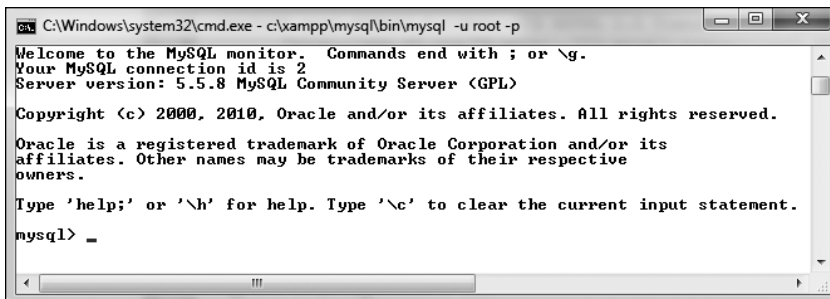 C:\Windows\system32\cmd.exe - c:\xampp\mysql\bin\mysql -u root -p
Welcome to the MySQL monitor.  Commands end with ; or \g.
Your MySQL connection id is 2
Server version: 5.5.8 MySQL Community Server (GPL)
Copyright (c) 2000, 2010, Oracle and/or its affiliates. All rights reserved.
Oracle is a registered trademark of Oracle Corporation and/or its
affiliates. Other names may be trademarks of their respective
owners.
Type 'help;' or '\h' for help. Type '\c' to clear the current input statement.
mysql> _